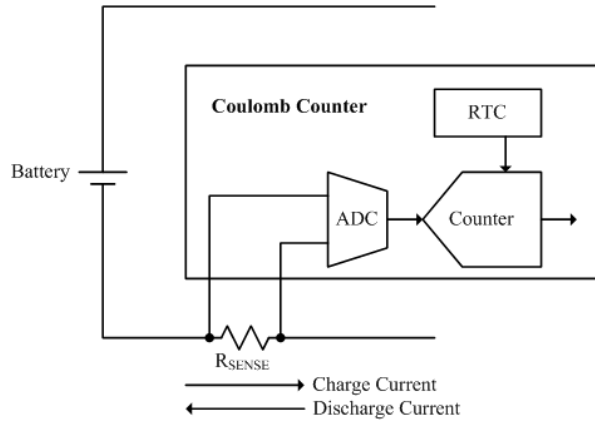 Coulomb Counter
RTC
Battery
ADC
Counter
RSENSE
Charge Current
Discharge Current